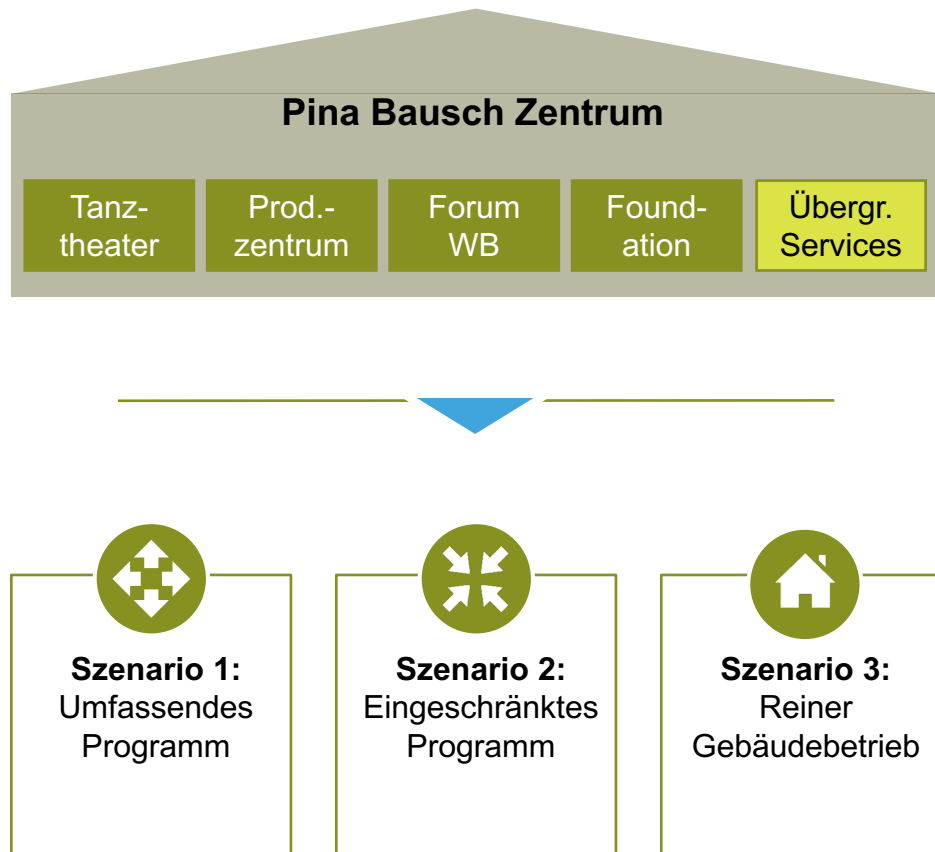 Pina Bausch Zentrum
Tanz-
theater
Prod.-
zentrum
Forum
WB
Found-
ation
Übergr.
Services
Szenario 1:
Umfassendes
Programm
Szenario 2:
Eingeschränktes
Programm
Szenario 3:
Reiner
Gebäudebetrieb